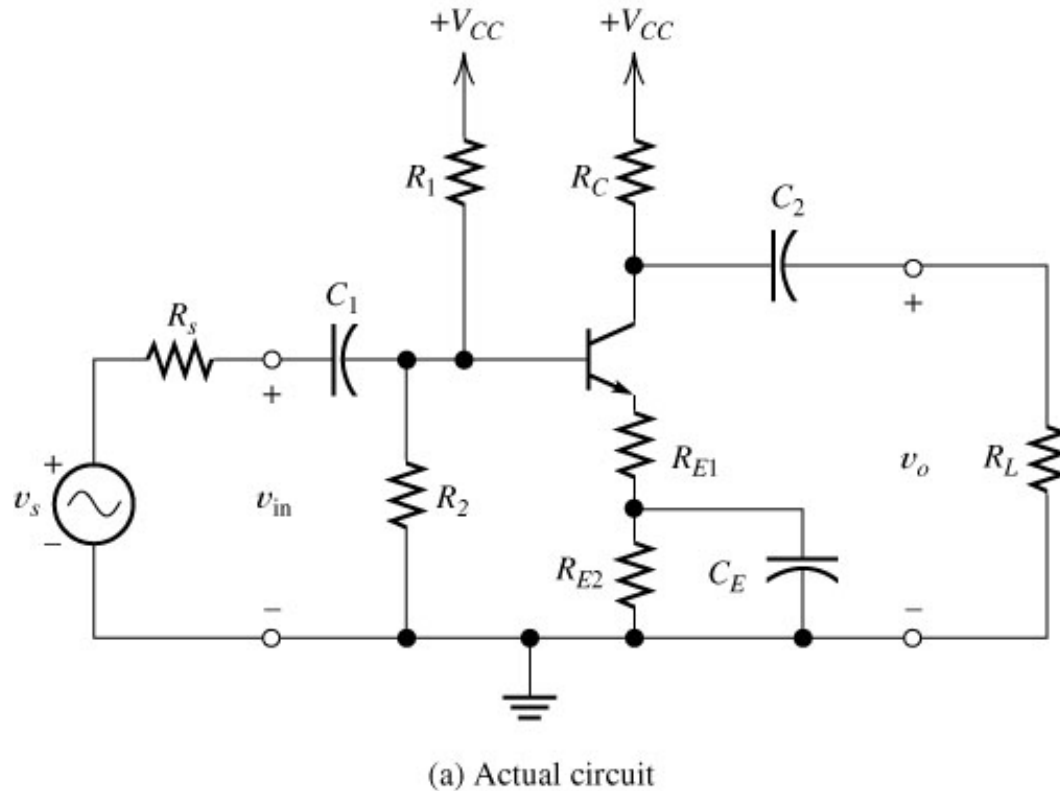 +V_CC +V_CC
R_1 R_C
C_2
C_1
R_s
+ +
R_E1
+ v_s − v_in R_2 v_o R_L
R_E2 C_E
− −
(a) Actual circuit